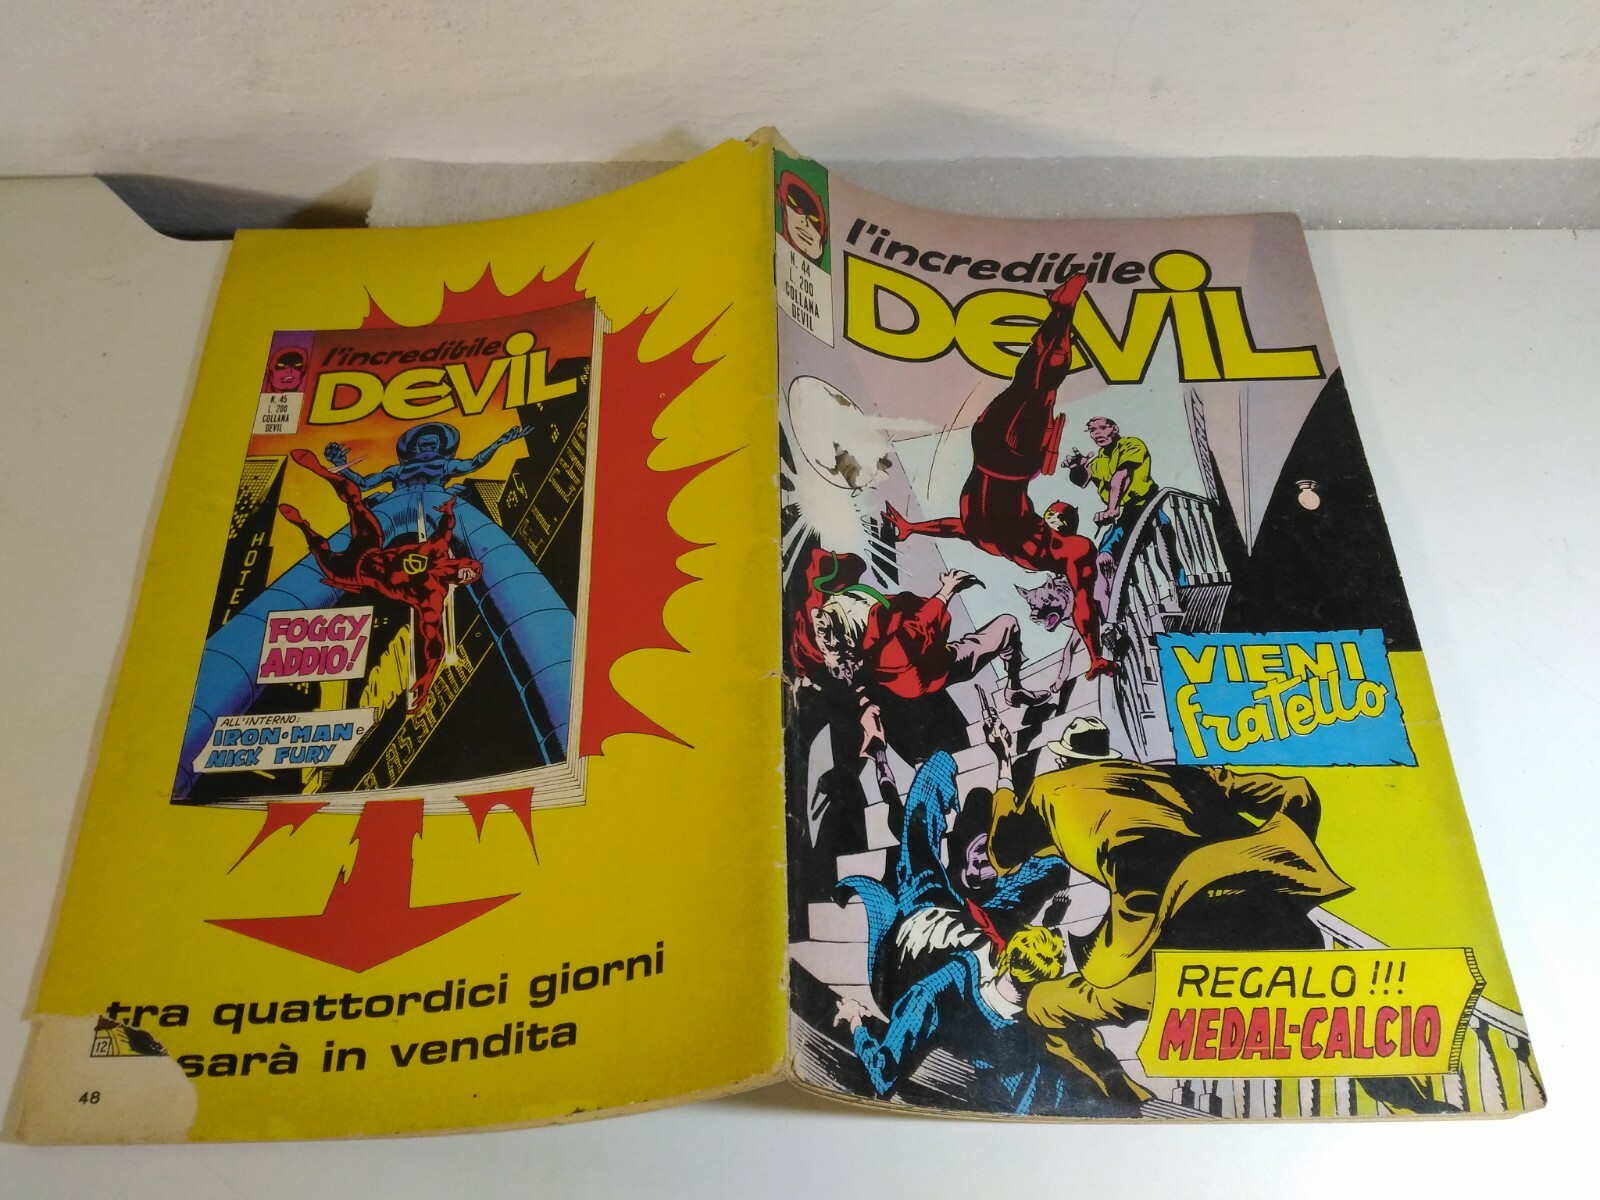 l'incredibile
DEVIL
N. 45
L. 200
COLLANA
DEVIL
HOTEL
FOGGY
ADDIO!
ALL'INTERNO:
IRON-MAN e
NICK FURY
tra quattordici giorni
sarà in vendita
12
48
l'incredibile
DEVIL
N. 44
L. 200
COLLANA
DEVIL
VIENI
fratello
REGALO!!!
MEDAL-CALCIO